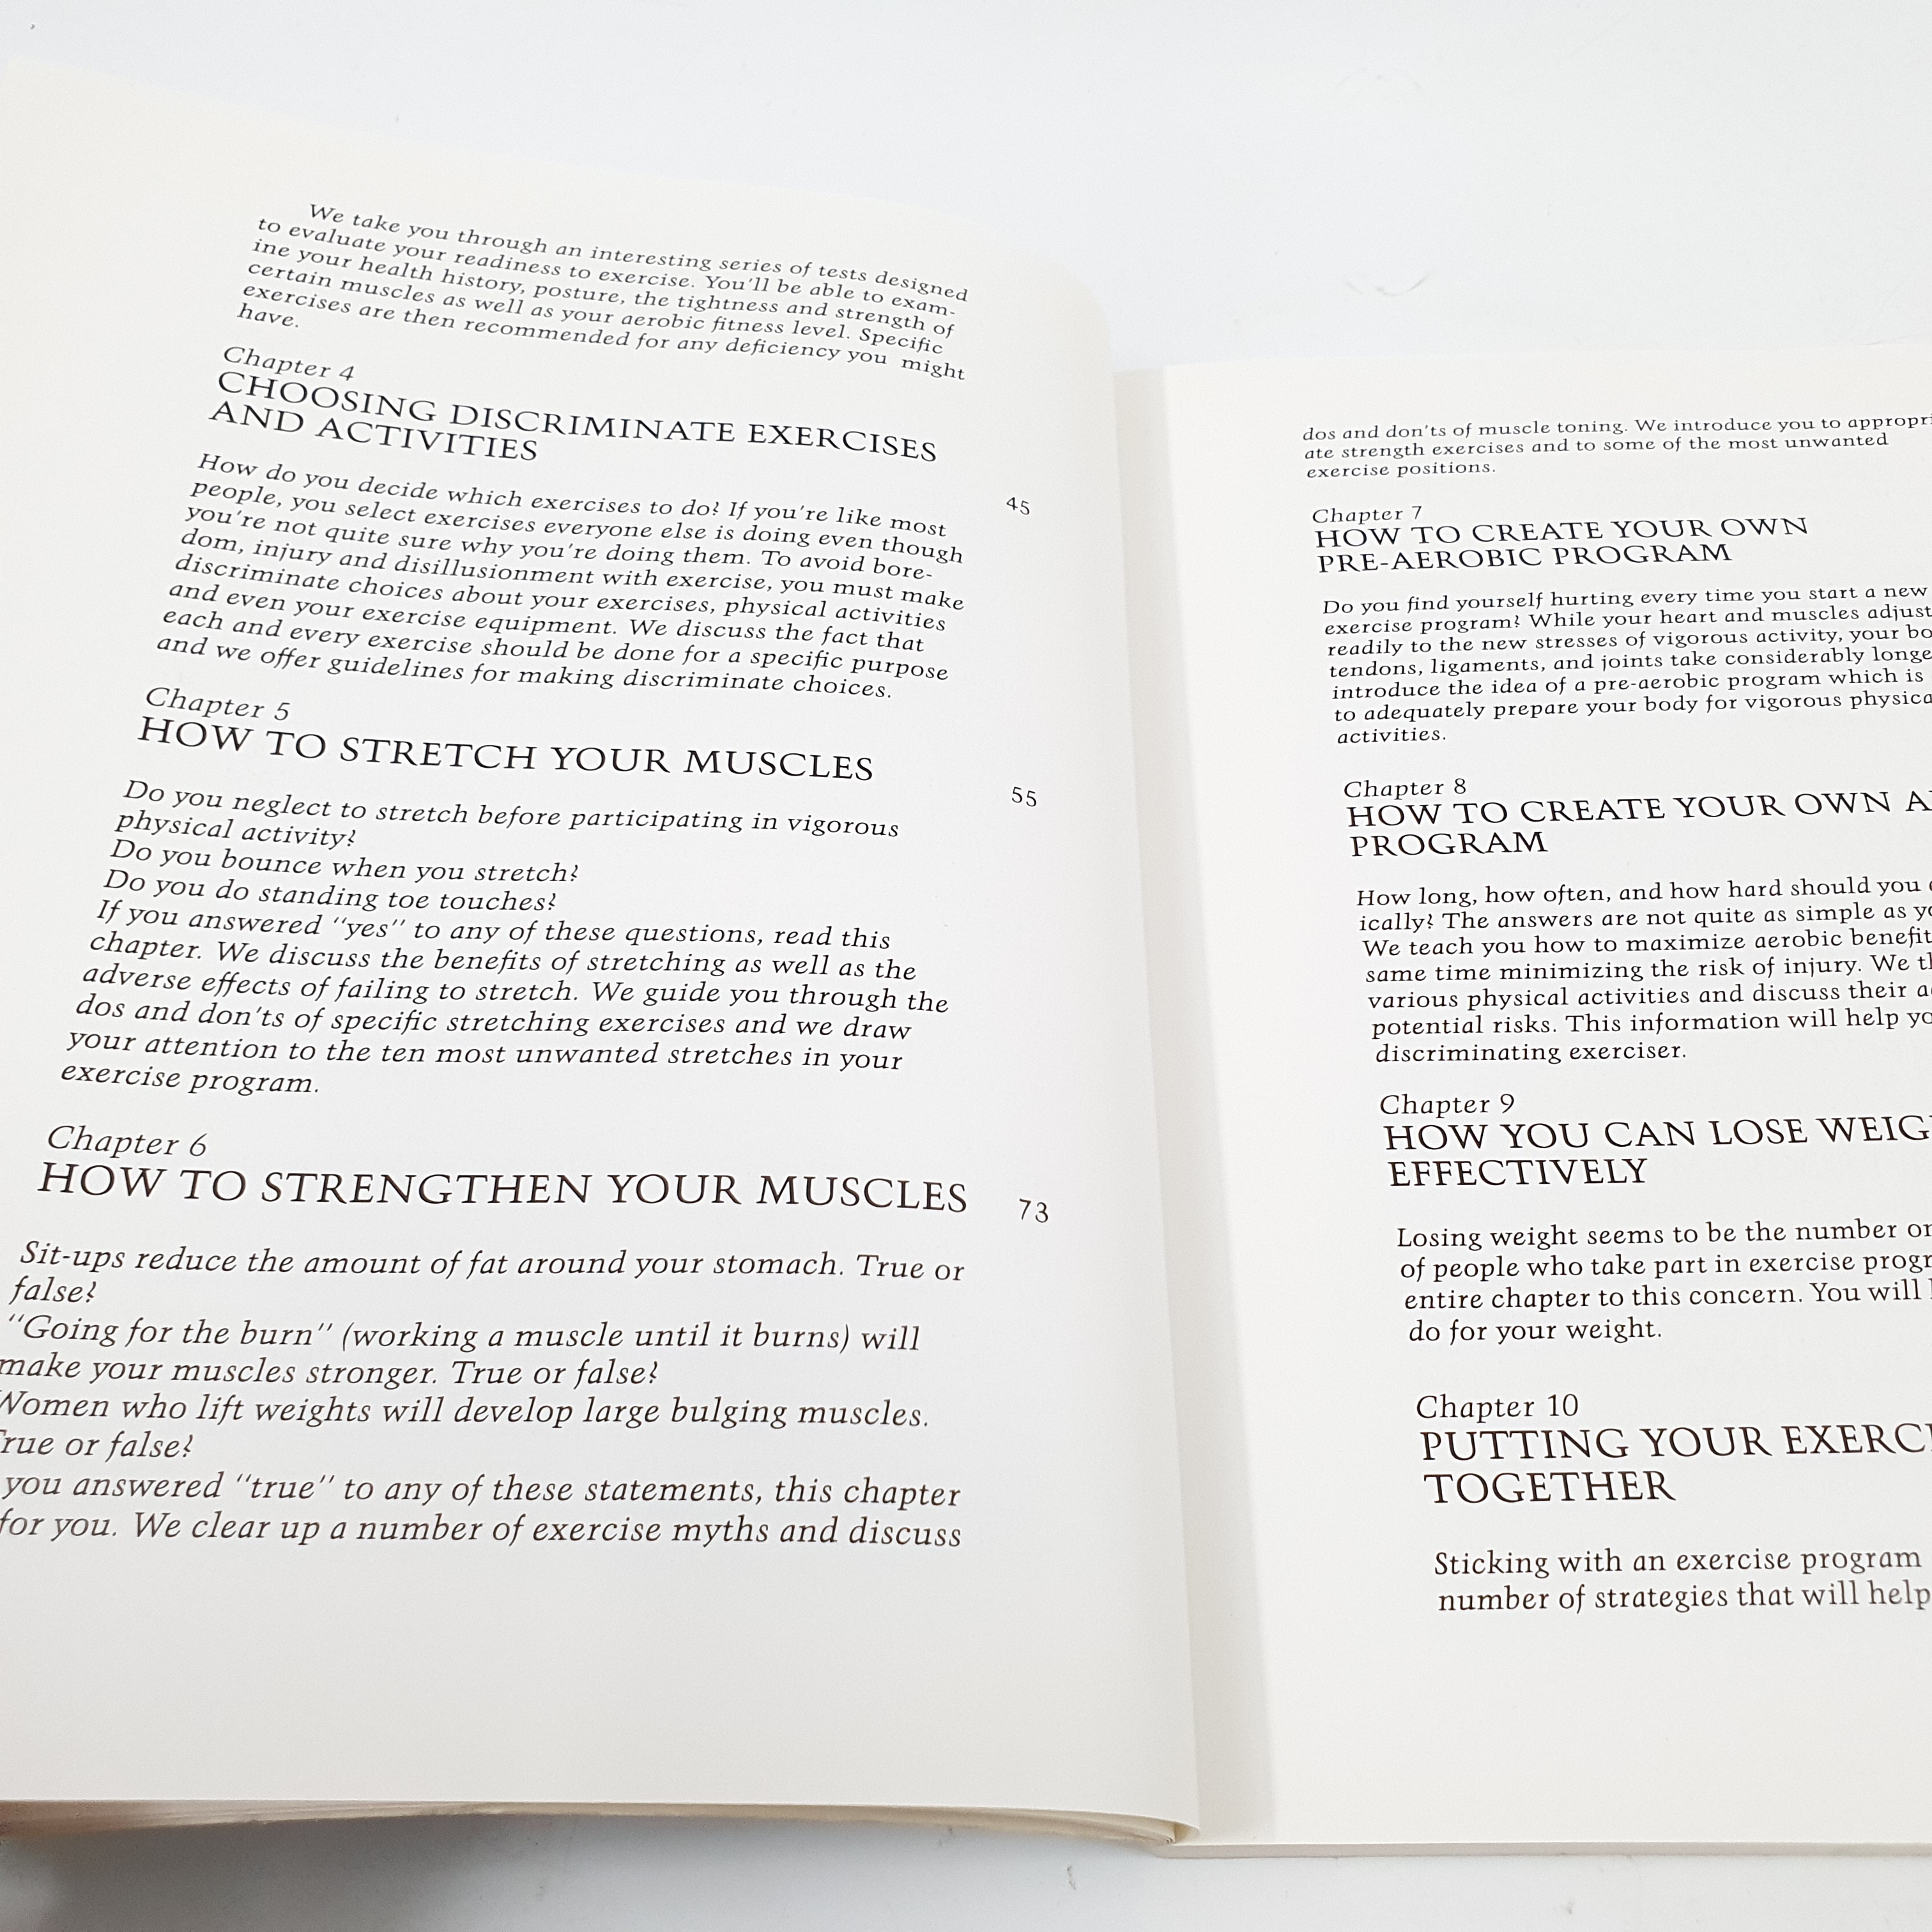 We take you through an interesting series of tests designed
to evaluate your readiness to exercise. You'll be able to exam-
ine your health history, posture, the tightness and strength of
certain muscles as well as your aerobic fitness level. Specific
exercises are then recommended for any deficiency you might
have.
Chapter 4
CHOOSING DISCRIMINATE EXERCISES
AND ACTIVITIES
45
How do you decide which exercises to do? If you're like most
people, you select exercises everyone else is doing even though
you're not quite sure why you're doing them. To avoid bore-
dom, injury and disillusionment with exercise, you must make
discriminate choices about your exercises, physical activities
and even your exercise equipment. We discuss the fact that
each and every exercise should be done for a specific purpose
and we offer guidelines for making discriminate choices.
Chapter 5
HOW TO STRETCH YOUR MUSCLES
55
Do you neglect to stretch before participating in vigorous
physical activity?
Do you bounce when you stretch?
Do you do standing toe touches?
If you answered "yes" to any of these questions, read this
chapter. We discuss the benefits of stretching as well as the
adverse effects of failing to stretch. We guide you through the
dos and don'ts of specific stretching exercises and we draw
your attention to the ten most unwanted stretches in your
exercise program.
Chapter 6
HOW TO STRENGTHEN YOUR MUSCLES 73
Sit-ups reduce the amount of fat around your stomach. True or
false?
"Going for the burn" (working a muscle until it burns) will
make your muscles stronger. True or false?
Women who lift weights will develop large bulging muscles.
True or false?
you answered "true" to any of these statements, this chapter
for you. We clear up a number of exercise myths and discuss
dos and don'ts of muscle toning. We introduce you to appropri
ate strength exercises and to some of the most unwanted
exercise positions.
Chapter 7
HOW TO CREATE YOUR OWN
PRE-AEROBIC PROGRAM
Do you find yourself hurting every time you start a new
exercise program? While your heart and muscles adjust
readily to the new stresses of vigorous activity, your
tendons, ligaments, and joints take considerably
introduce the idea of a pre-aerobic program which is
to adequately prepare your body for vigorous
activities.
Chapter 8
HOW TO CREATE YOUR OWN
PROGRAM
How long, how often, and how hard should you
ically? The answers are not quite as simple as
We teach you how to maximize aerobic
same time minimizing the risk of injury. We
various physical activities and discuss their
potential risks. This information will help
discriminating exerciser.
Chapter 9
HOW YOU CAN LOSE
EFFECTIVELY
Losing weight seems to be the number
of people who take part in exercise
entire chapter to this concern. You will
do for your weight.
Chapter 10
PUTTING YOUR
TOGETHER
Sticking with an exercise program
number of strategies that will help